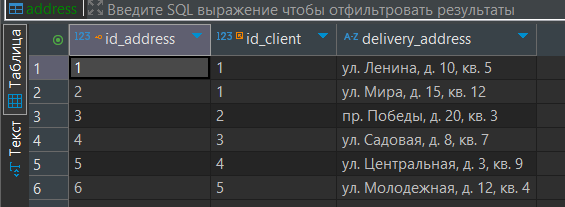 address Введите SQL выражение чтобы отфильтровать результаты
Таблица
Текст
123 id_address 123 id_client A-Z delivery_address
1 1 1 ул. Ленина, д. 10, кв. 5
2 2 1 ул. Мира, д. 15, кв. 12
3 3 2 пр. Победы, д. 20, кв. 3
4 4 3 ул. Садовая, д. 8, кв. 7
5 5 4 ул. Центральная, д. 3, кв. 9
6 6 5 ул. Молодежная, д. 12, кв. 4